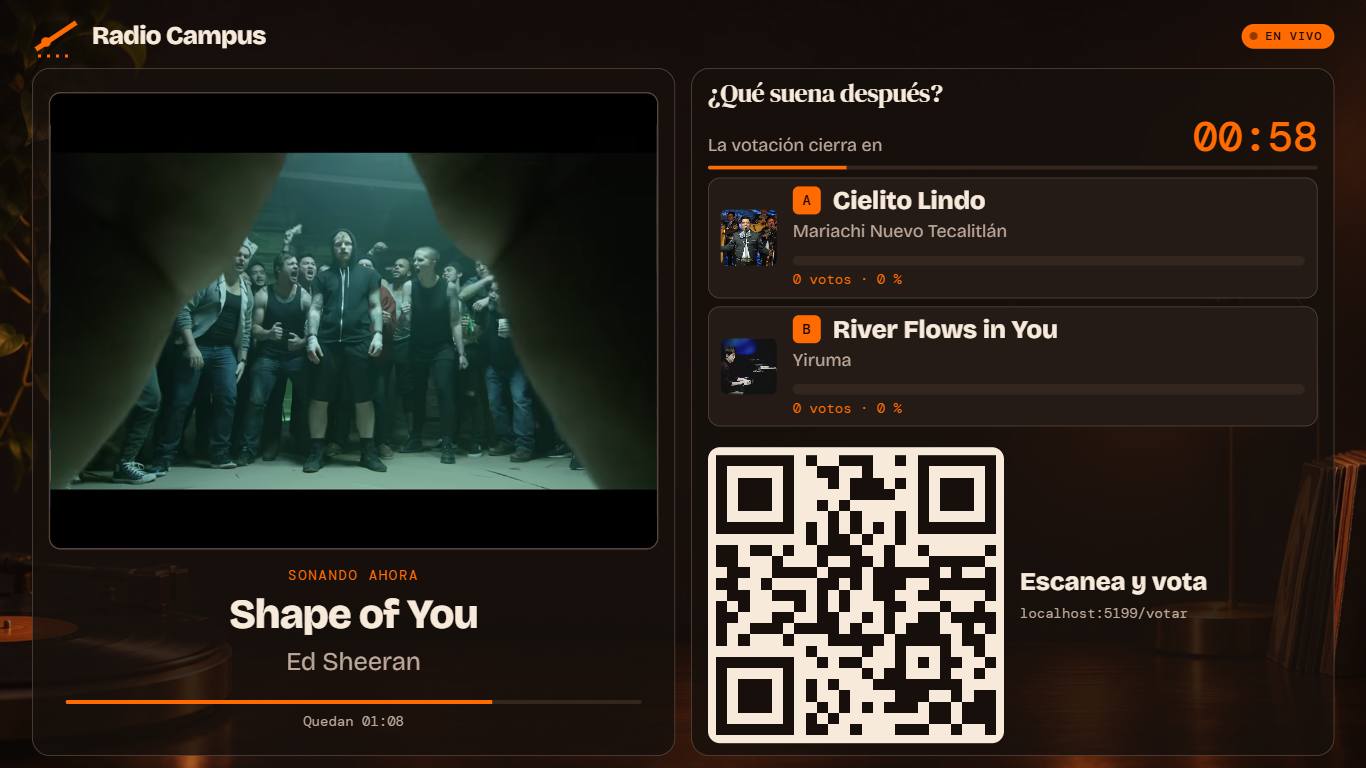 Radio Campus
EN VIVO
SONANDO AHORA
Shape of You
Ed Sheeran
Quedan 01:08
¿Qué suena después?
La votación cierra en
00:58
A
Cielito Lindo
Mariachi Nuevo Tecalitlán
0 votos · 0 %
B
River Flows in You
Yiruma
0 votos · 0 %
Escanea y vota
localhost:5199/votar